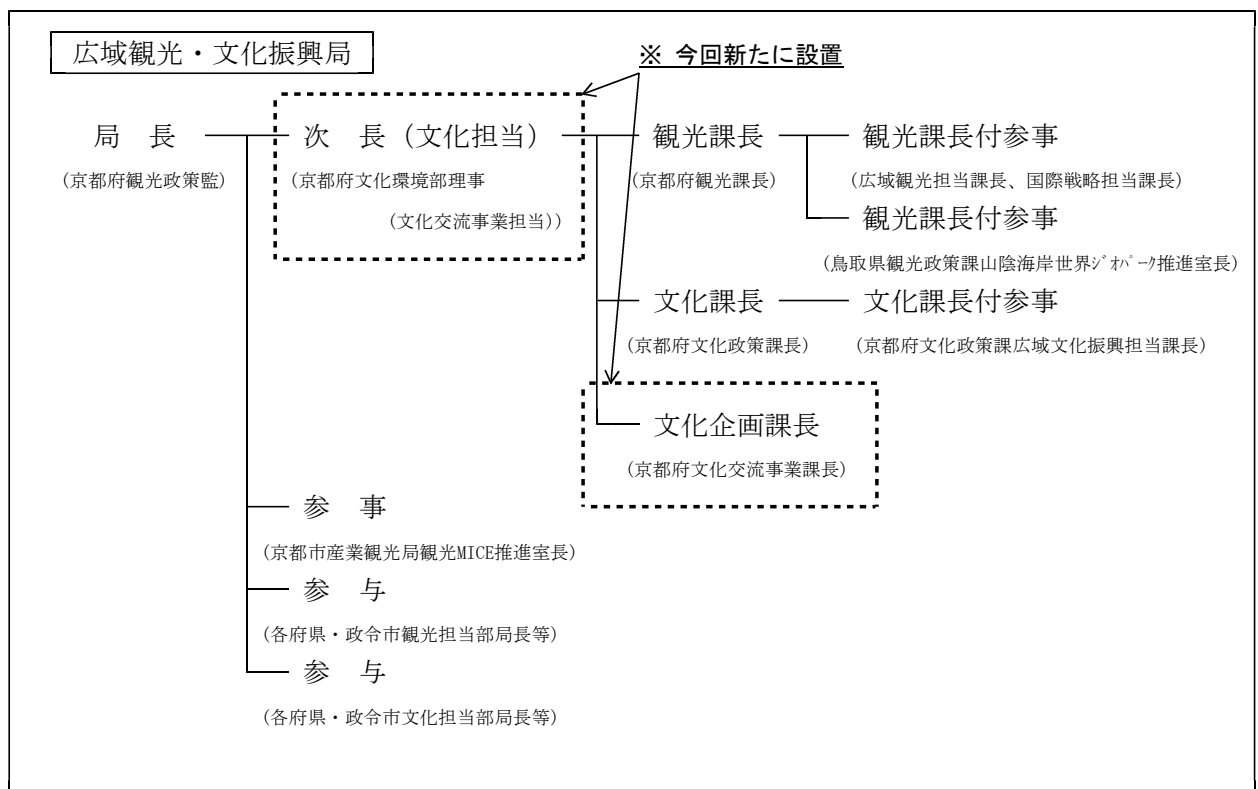 広域観光・文化振興局
※ 今回新たに設置
局　長
次　長（文化担当）
観光課長
観光課長付参事
(京都府観光政策監)
(京都府文化環境部理事
(京都府観光課長)
(広域観光担当課長、国際戦略担当課長)
(文化交流事業担当))
観光課長付参事
(鳥取県観光政策課山陰海岸世界ｼﾞｵﾊﾟｰｸ推進室長)
文化課長
文化課長付参事
(京都府文化政策課長)
(京都府文化政策課広域文化振興担当課長)
文化企画課長
(京都府文化交流事業課長)
参　事
(京都市産業観光局観光MICE推進室長)
参　与
(各府県・政令市観光担当部局長等)
参　与
(各府県・政令市文化担当部局長等)